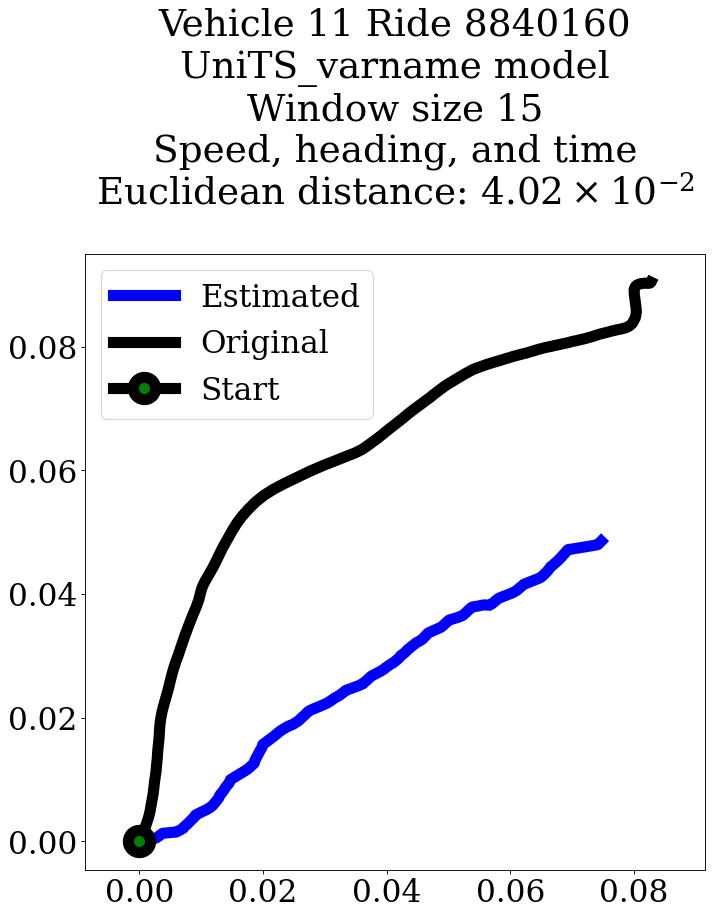 Vehicle 11 Ride 8840160
UniTS_varname model
Window size 15
Speed, heading, and time
Euclidean distance: 4.02 × 10⁻²
Estimated
Original
Start
0.08
0.06
0.04
0.02
0.00
0.00 0.02 0.04 0.06 0.08